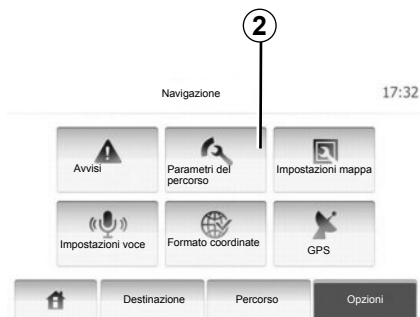 2
Navigazione
17:32
Avvisi
Parametri del
percorso
Impostazioni mappa
Impostazioni voce
Formato coordinate
GPS
Destinazione
Percorso
Opzioni